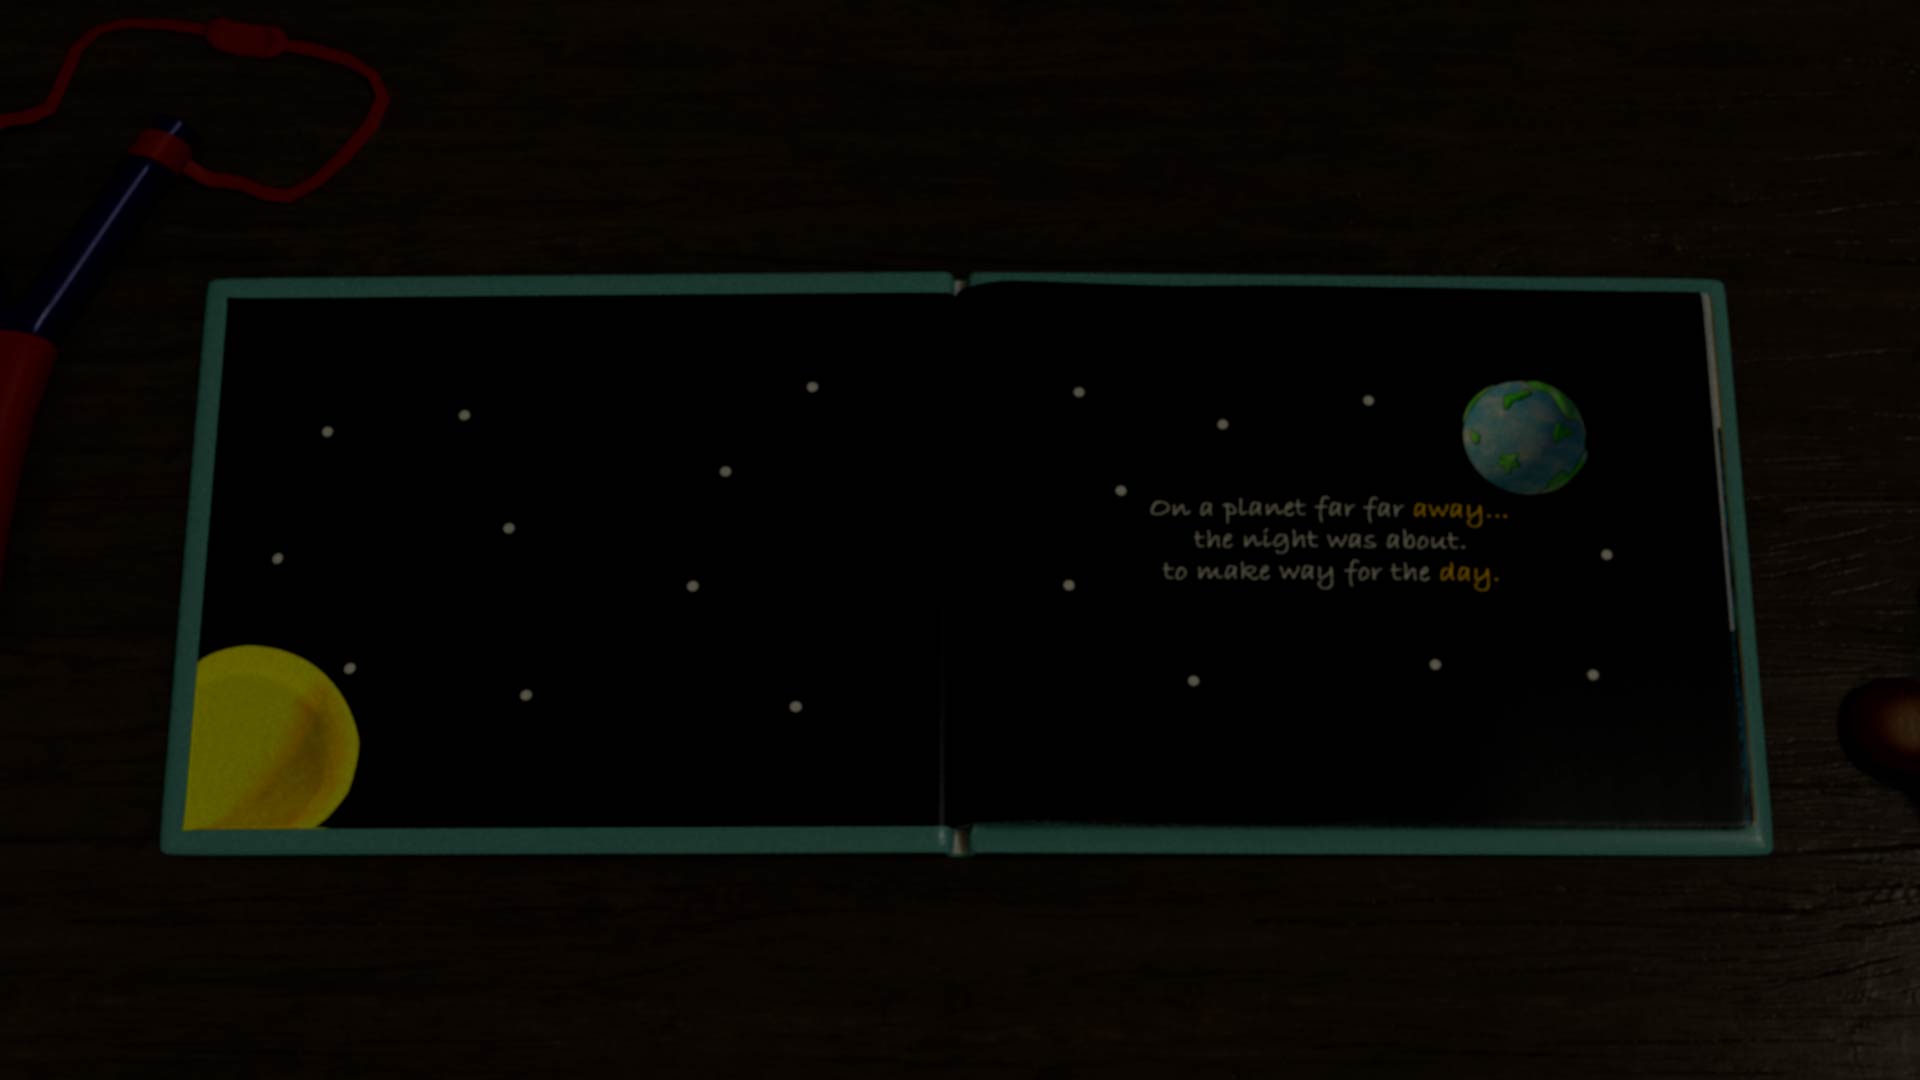 On a planet far far away...
the night was about.
to make way for the day.